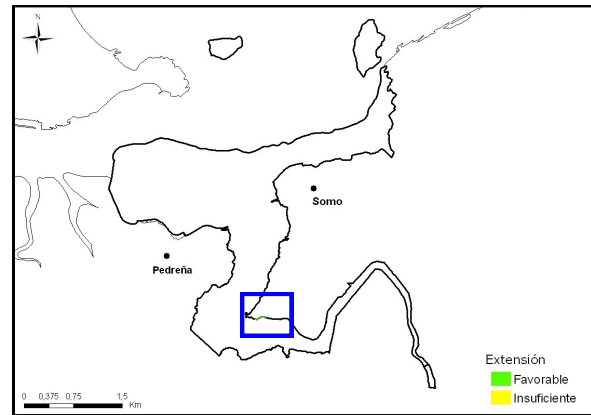 N
Somo
Pedreña
Extensión
Favorable
Insuficiente
0 0,375 0,75 1,5
Km